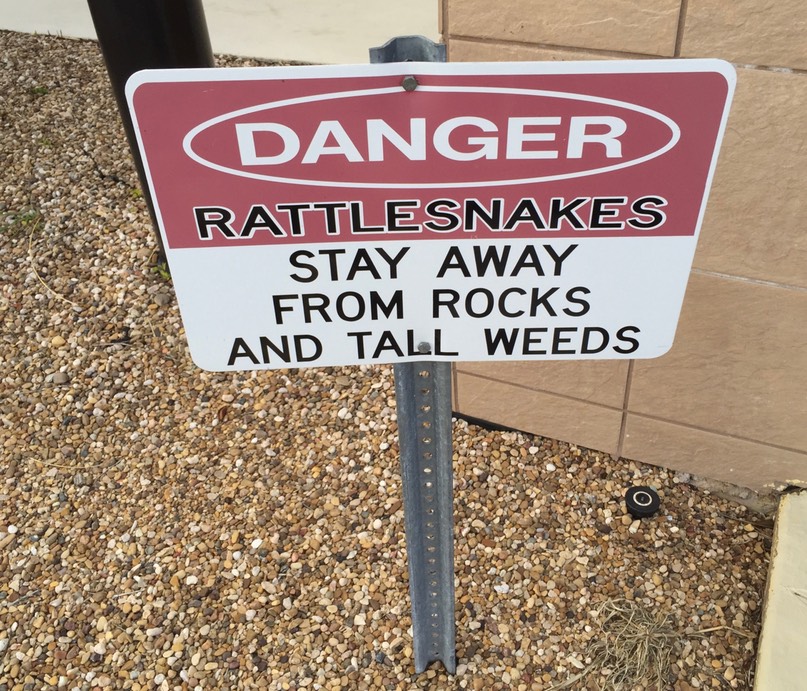 DANGER
RATTLESNAKES
STAY AWAY
FROM ROCKS
AND TALL WEEDS